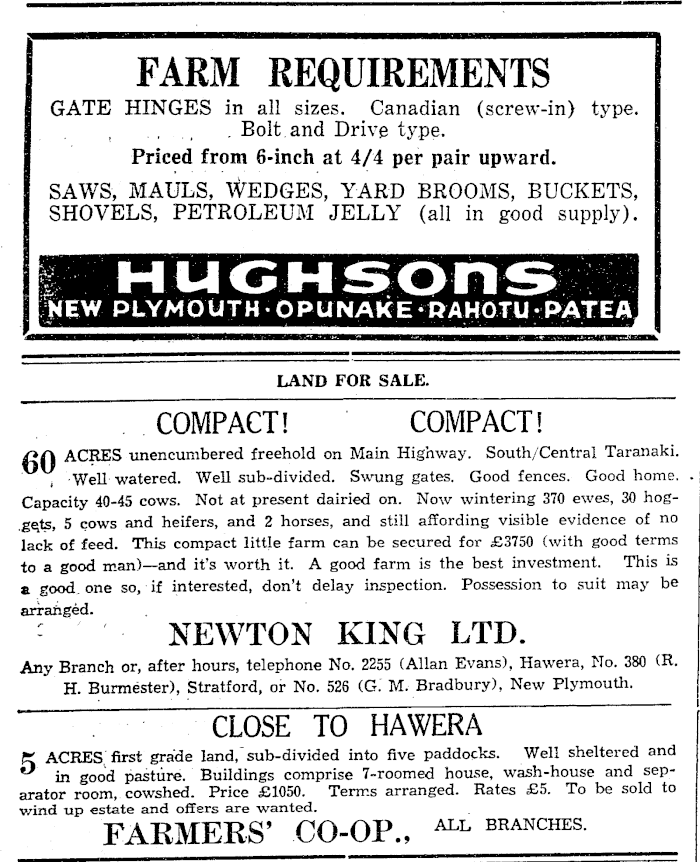 FARM REQUIREMENTS
GATE HINGES in all sizes. Canadian (screw-in) type.
Bolt and Drive type.
Priced from 6-inch at 4/4 per pair upward.
SAWS, MAULS, WEDGES, YARD BROOMS, BUCKETS,
SHOVELS, PETROLEUM JELLY (all in good supply).
HUGHSONS
NEW PLYMOUTH·OPUNAKE·RAHOTU·PATEA
LAND FOR SALE.
COMPACT! COMPACT!
60 ACRES unencumbered freehold on Main Highway. South/Central Taranaki.
Well watered. Well sub-divided. Swung gates. Good fences. Good home.
Capacity 40-45 cows. Not at present dairied on. Now wintering 370 ewes, 30 hog-
gets, 5 cows and heifers, and 2 horses, and still affording visible evidence of no
lack of feed. This compact little farm can be secured for £3750 (with good terms
to a good man)—and it's worth it. A good farm is the best investment. This is
a good one so, if interested, don't delay inspection. Possession to suit may be
arranged.
NEWTON KING LTD.
Any Branch or, after hours, telephone No. 2255 (Allan Evans), Hawera, No. 380 (R.
H. Burmester), Stratford, or No. 526 (G. M. Bradbury), New Plymouth.
CLOSE TO HAWERA
5 ACRES first grade land, sub-divided into five paddocks. Well sheltered and
in good pasture. Buildings comprise 7-roomed house, wash-house and sep-
arator room, cowshed. Price £1050. Terms arranged. Rates £5. To be sold to
wind up estate and offers are wanted.
FARMERS' CO-OP., ALL BRANCHES.